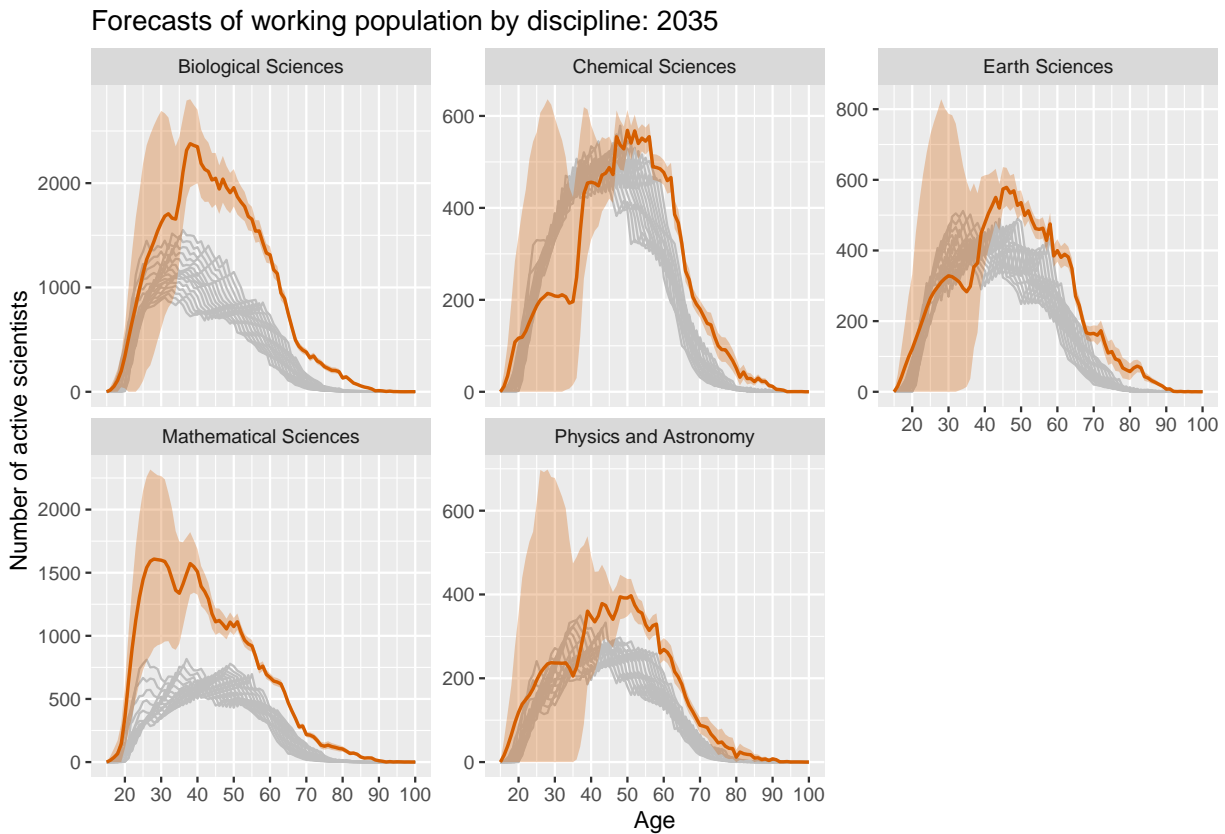 Forecasts of working population by discipline: 2035
Biological Sciences
Chemical Sciences
Earth Sciences
2000
1000
0
600
400
200
0
800
600
400
200
0
20 30 40 50 60 70 80 90 100
Mathematical Sciences
Physics and Astronomy
2000
1500
1000
500
0
600
400
200
0
20 30 40 50 60 70 80 90 100
20 30 40 50 60 70 80 90 100
Number of active scientists
Age